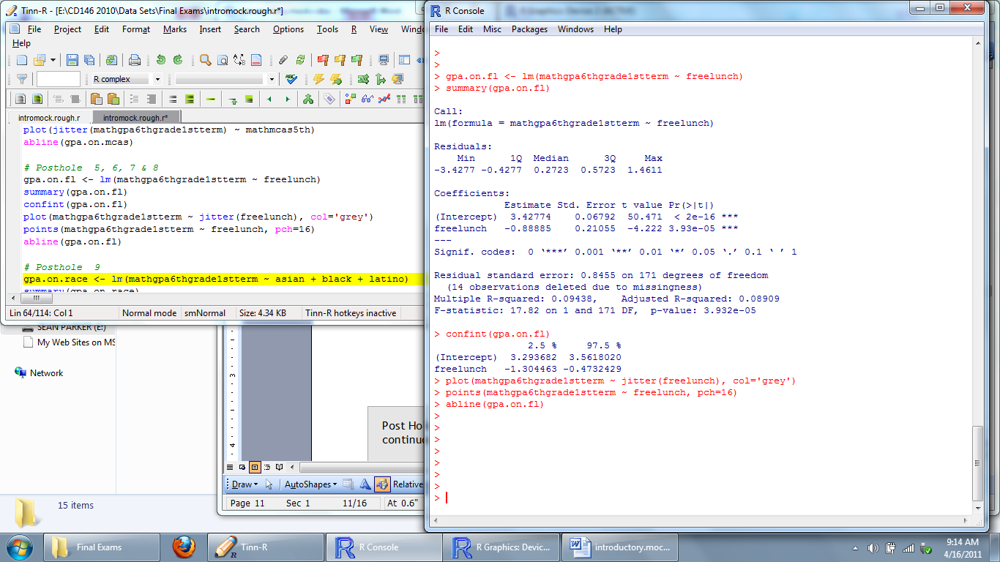 Tinn-R - [E:\CD146 2010\Data Sets\Final Exams\intromock.rough.r*]
File Project Edit Format Marks Insert Search Options Tools R View Windo
Help
R complex
intromock.rough.r intromock.rough.r*
plot(jitter(mathgpa6thgrade1stterm) ~ mathmcas5th)
abline(gpa.on.mcas)
# Posthole  5, 6, 7 & 8
gpa.on.fl <- lm(mathgpa6thgrade1stterm ~ freelunch)
summary(gpa.on.fl)
confint(gpa.on.fl)
plot(mathgpa6thgrade1stterm ~ jitter(freelunch), col='grey')
points(mathgpa6thgrade1stterm ~ freelunch, pch=16)
abline(gpa.on.fl)
# Posthole  9
gpa.on.race <- lm(mathgpa6thgrade1stterm ~ asian + black + latino)
summary(gpa.on.race)
Lin 64/114: Col 1 Normal mode smNormal Size: 4.34 KB Tinn-R hotkeys inactive
SEAN PARKER (E:)
My Web Sites on MS
Network
15 items
3
4
Post Ho
continuo
Draw AutoShapes Relative
Page 11 Sec 1 11/16 At 0.6"
R Console
File Edit Misc Packages Windows Help
>
>
> gpa.on.fl <- lm(mathgpa6thgrade1stterm ~ freelunch)
> summary(gpa.on.fl)
Call:
lm(formula = mathgpa6thgrade1stterm ~ freelunch)
Residuals:
    Min      1Q  Median      3Q     Max
-3.4277 -0.4277  0.2723  0.5723  1.4611
Coefficients:
            Estimate Std. Error t value Pr(>|t|)
(Intercept)  3.42774    0.06792  50.471  < 2e-16 ***
freelunch   -0.88885    0.21055  -4.222 3.93e-05 ***
---
Signif. codes:  0 ‘***’ 0.001 ‘**’ 0.01 ‘*’ 0.05 ‘.’ 0.1 ‘ ’ 1
Residual standard error: 0.8455 on 171 degrees of freedom
  (14 observations deleted due to missingness)
Multiple R-squared: 0.09438,    Adjusted R-squared: 0.08909
F-statistic: 17.82 on 1 and 171 DF,  p-value: 3.932e-05
> confint(gpa.on.fl)
                2.5 %     97.5 %
(Intercept)  3.293682  3.5618020
freelunch   -1.304463 -0.4732429
> plot(mathgpa6thgrade1stterm ~ jitter(freelunch), col='grey')
> points(mathgpa6thgrade1stterm ~ freelunch, pch=16)
> abline(gpa.on.fl)
>
>
>
>
>
>
>
>
Final Exams Tinn-R R Console R Graphics: Devic... introductory.moc...
9:14 AM
4/16/2011